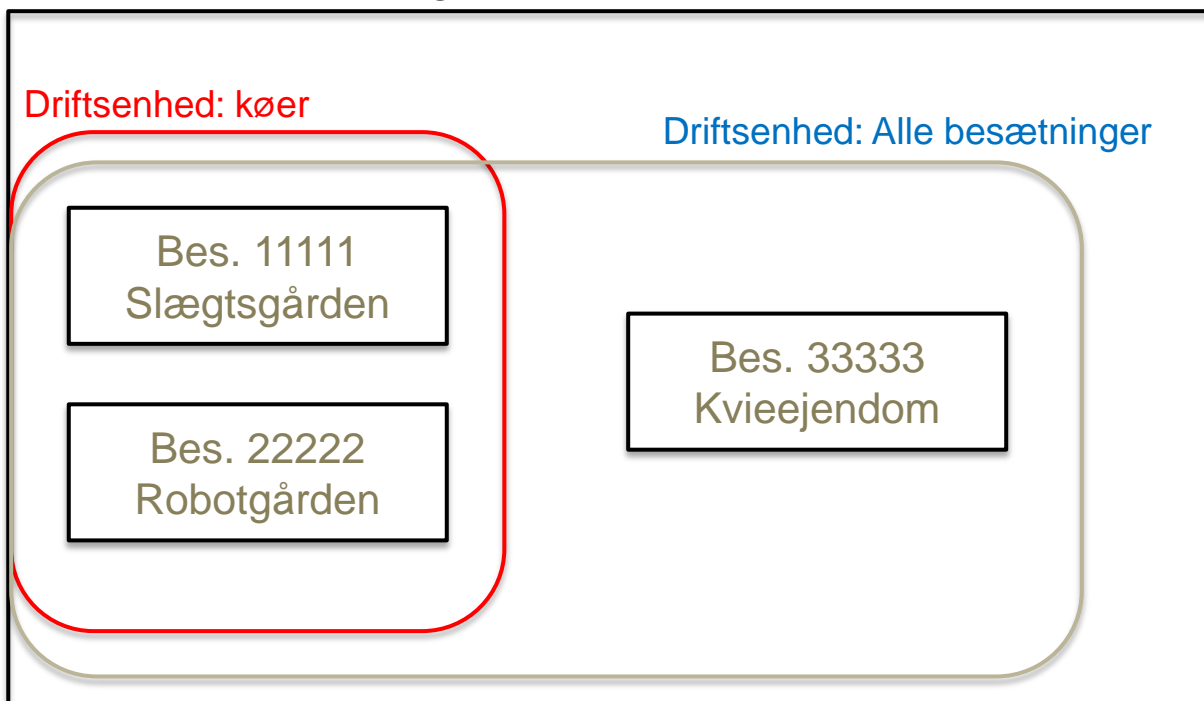 Driftsenhed: køer
Driftsenhed: Alle besætninger
Bes. 11111
Slægtsgården
Bes. 33333
Kvieejendom
Bes. 22222
Robotgården